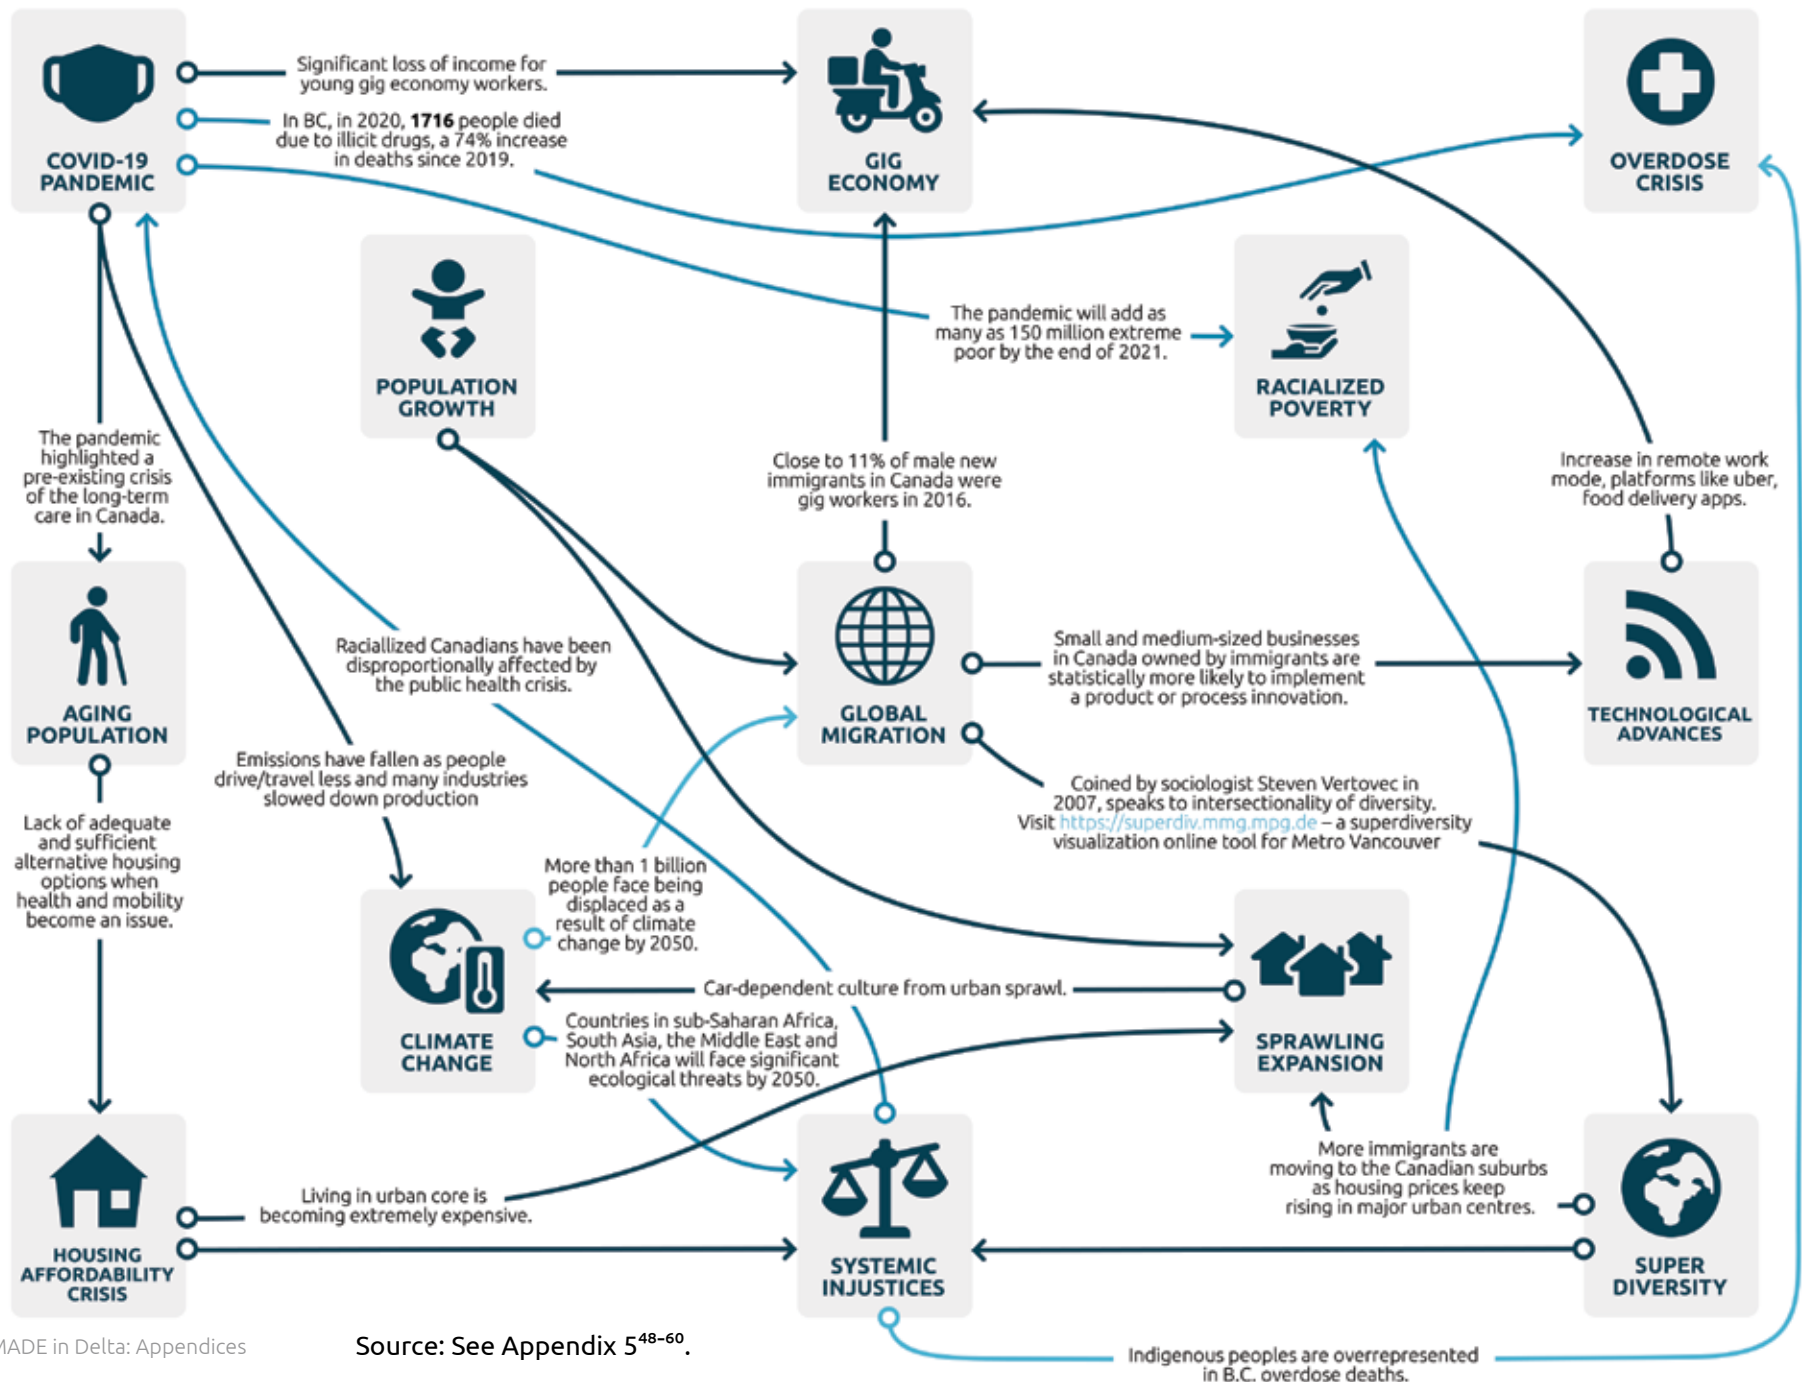 Significant loss of income for
young gig economy workers.
In BC, in 2020, 1716 people died
due to illicit drugs, a 74% increase
in deaths since 2019.
COVID-19
PANDEMIC
GIG
ECONOMY
OVERDOSE
CRISIS
The pandemic will add as
many as 150 million extreme
poor by the end of 2021.
POPULATION
GROWTH
RACIALIZED
POVERTY
The pandemic
highlighted a
pre-existing crisis
of the long-term
care in Canada.
Close to 11% of male new
immigrants in Canada were
gig workers in 2016.
Increase in remote work
mode, platforms like uber,
food delivery apps.
Raciallized Canadians have been
disproportionally affected by
the public health crisis.
Small and medium-sized businesses
in Canada owned by immigrants are
statistically more likely to implement
a product or process innovation.
AGING
POPULATION
GLOBAL
MIGRATION
TECHNOLOGICAL
ADVANCES
Emissions have fallen as people
drive/travel less and many industries
slowed down production
Coined by sociologist Steven Vertovec in
2007, speaks to intersectionality of diversity.
Visit https://superdiv.mmg.mpg.de – a superdiversity
visualization online tool for Metro Vancouver
Lack of adequate
and sufficient
alternative housing
options when
health and mobility
become an issue.
More than 1 billion
people face being
displaced as a
result of climate
change by 2050.
Car-dependent culture from urban sprawl.
Countries in sub-Saharan Africa,
South Asia, the Middle East and
North Africa will face significant
ecological threats by 2050.
CLIMATE
CHANGE
SPRAWLING
EXPANSION
More immigrants are
moving to the Canadian suburbs
as housing prices keep
rising in major urban centres.
Living in urban core is
becoming extremely expensive.
HOUSING
AFFORDABILITY
CRISIS
SYSTEMIC
INJUSTICES
SUPER
DIVERSITY
MADE in Delta: Appendices
Source: See Appendix 5⁴⁸⁻⁶⁰.
Indigenous peoples are overrepresented
in B.C. overdose deaths.